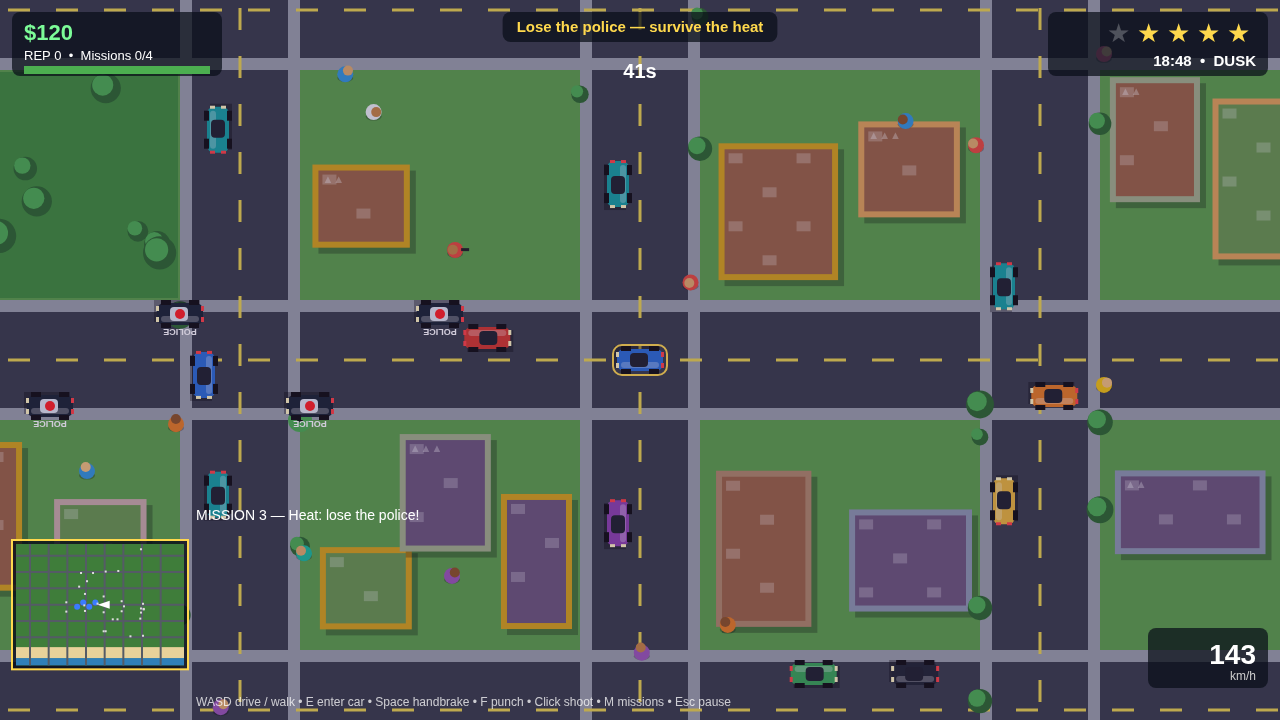 $120
REP 0 • Missions 0/4
Lose the police — survive the heat
41s
18:48 • DUSK
POLICE
POLICE
POLICE
POLICE
MISSION 3 — Heat: lose the police!
143
km/h
WASD drive / walk • E enter car • Space handbrake • F punch • Click shoot • M missions • Esc pause